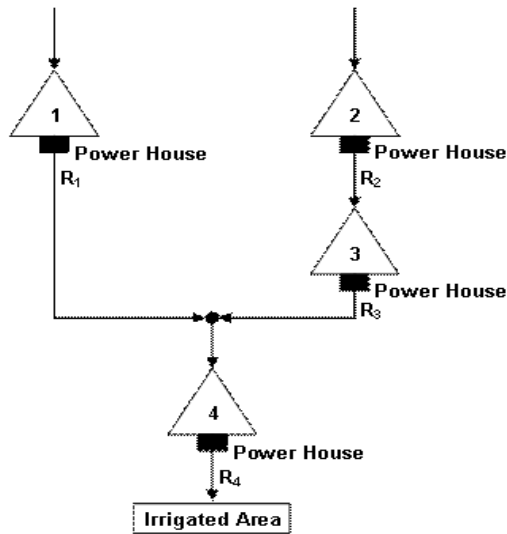 1
Power House
R₁
2
Power House
R₂
3
Power House
R₃
4
Power House
R₄
Irrigated Area